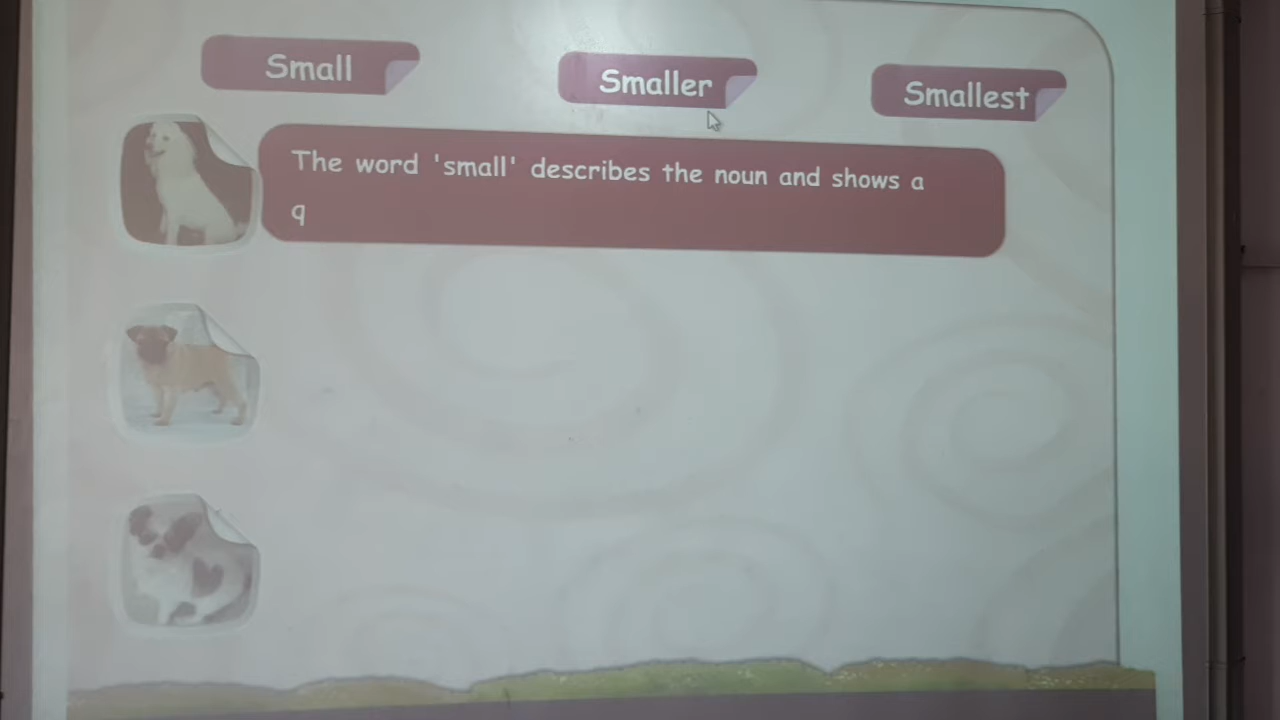 Small
Smaller
Smallest
The word 'small' describes the noun and shows a
q